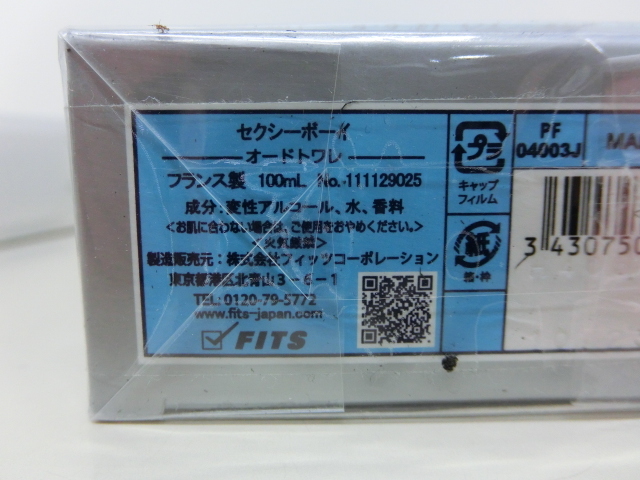 セクシーボーイ
オードトワレ
フランス製 100mL No.111129025
成分:変性アルコール、水、香料
<お肌に合わない場合は、ご使用をおやめください。>
<火気厳禁>
製造販売元:株式会社フィッツコーポレーション
東京都港区北青山3-6-1
TEL:0120-79-5772
www.fits-japan.com
FITS
プラ
キャップ
フィルム
PF
04003J
MA
3 430750